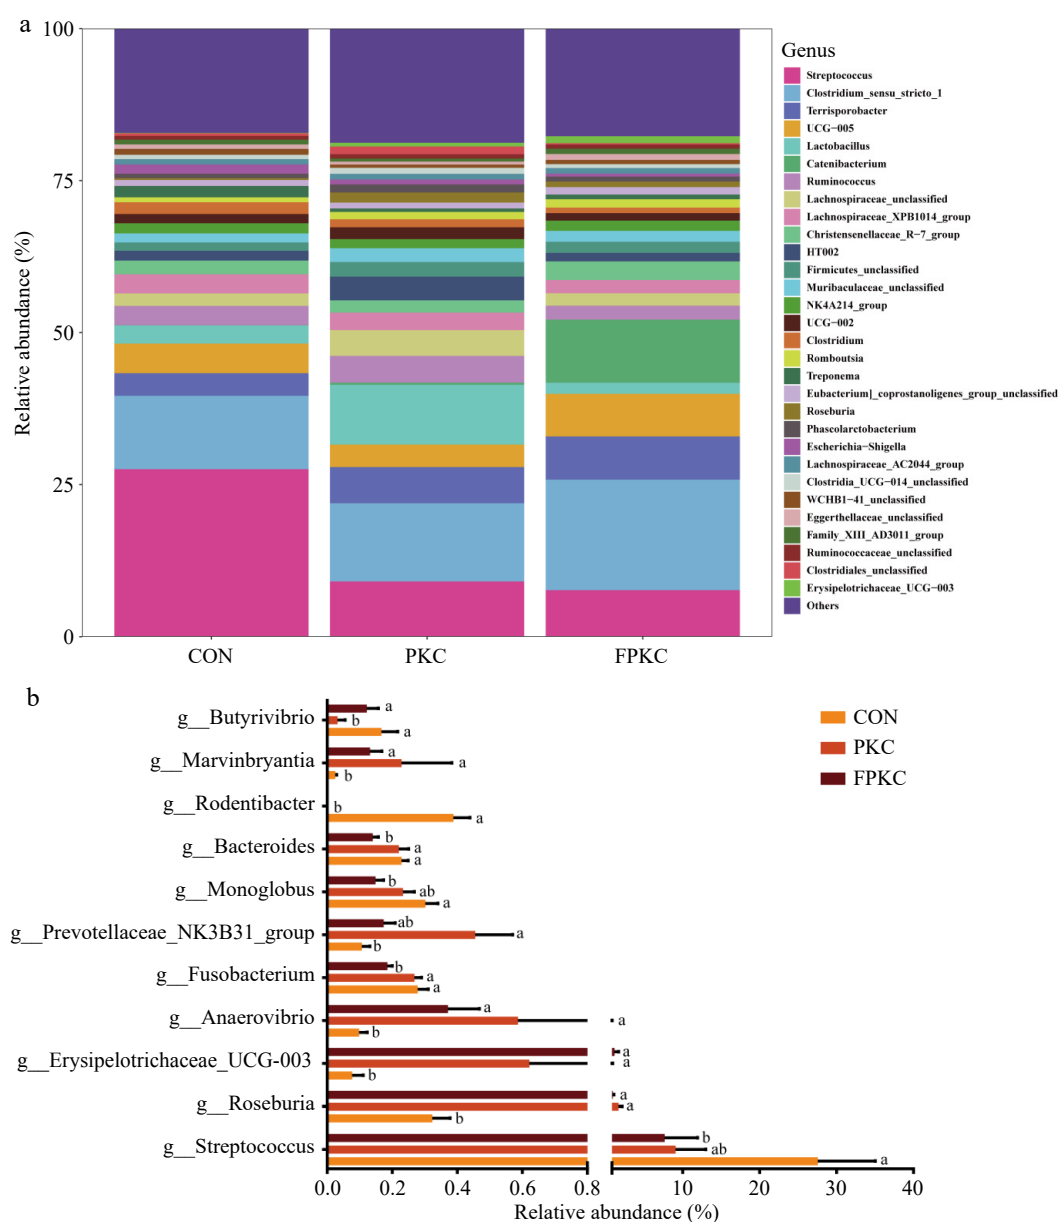 a
100
75
50
25
0
Relative abundance (%)
CON
PKC
FPKC
Genus
Streptococcus
Clostridium_sensu_stricto_1
Terrisporobacter
UCG−005
Lactobacillus
Catenibacterium
Ruminococcus
Lachnospiraceae_unclassified
Lachnospiraceae_XPB1014_group
Christensenellaceae_R−7_group
HT002
Firmicutes_unclassified
Muribaculaceae_unclassified
NK4A214_group
UCG−002
Clostridium
Romboutsia
Treponema
Eubacterium]_coprostanoligenes_group_unclassified
Roseburia
Phascolarctobacterium
Escherichia−Shigella
Lachnospiraceae_AC2044_group
Clostridia_UCG−014_unclassified
WCHB1−41_unclassified
Eggerthellaceae_unclassified
Family_XIII_AD3011_group
Ruminococcaceae_unclassified
Clostridiales_unclassified
Erysipelotrichaceae_UCG−003
Others
b
CON
PKC
FPKC
g__Butyrivibrio
a
b
a
g__Marvinbryantia
a
a
b
g__Rodentibacter
b
a
g__Bacteroides
b
a
a
g__Monoglobus
b
ab
a
g__Prevotellaceae_NK3B31_group
ab
a
b
g__Fusobacterium
b
a
a
g__Anaerovibrio
a
a
b
g__Erysipelotrichaceae_UCG-003
a
a
b
g__Roseburia
a
a
b
g__Streptococcus
b
ab
a
0.0 0.2 0.4 0.6 0.8 10 20 30 40
Relative abundance (%)